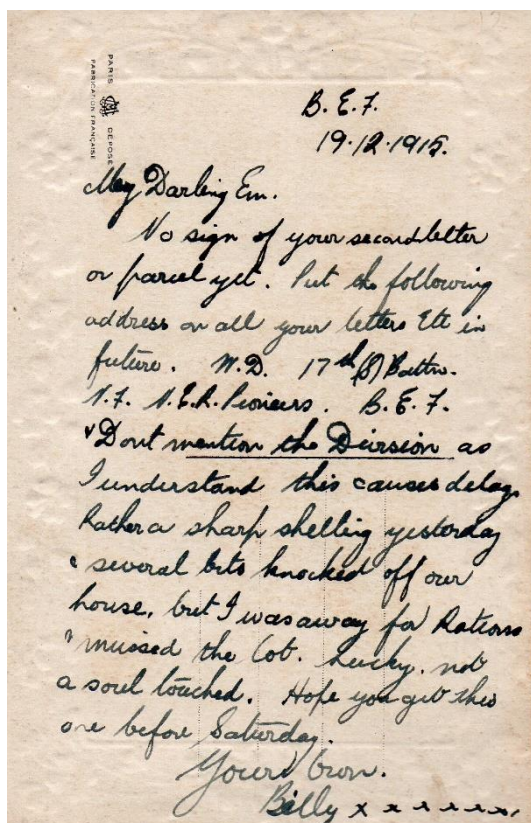 PARIS DEPOSE
FABRICATION FRANÇAISE
B. E. F.
19.12.1915.
My Darling Em.
No sign of your second letter
or parcel yet. Put the following
address on all your letters Etc in
future. W.D. 17th (S) Battn.
N.F. N.E.R. Pioneers. B.E.F.
& Dont mention the Division as
I understand this causes delay.
Rather a sharp shelling yesterday
& several bits knocked off our
house, but I was away for Rations
& missed the lot. Lucky, not
a soul touched. Hope you get this
one before Saturday.
Yours Own.
Billy x x x x x x x